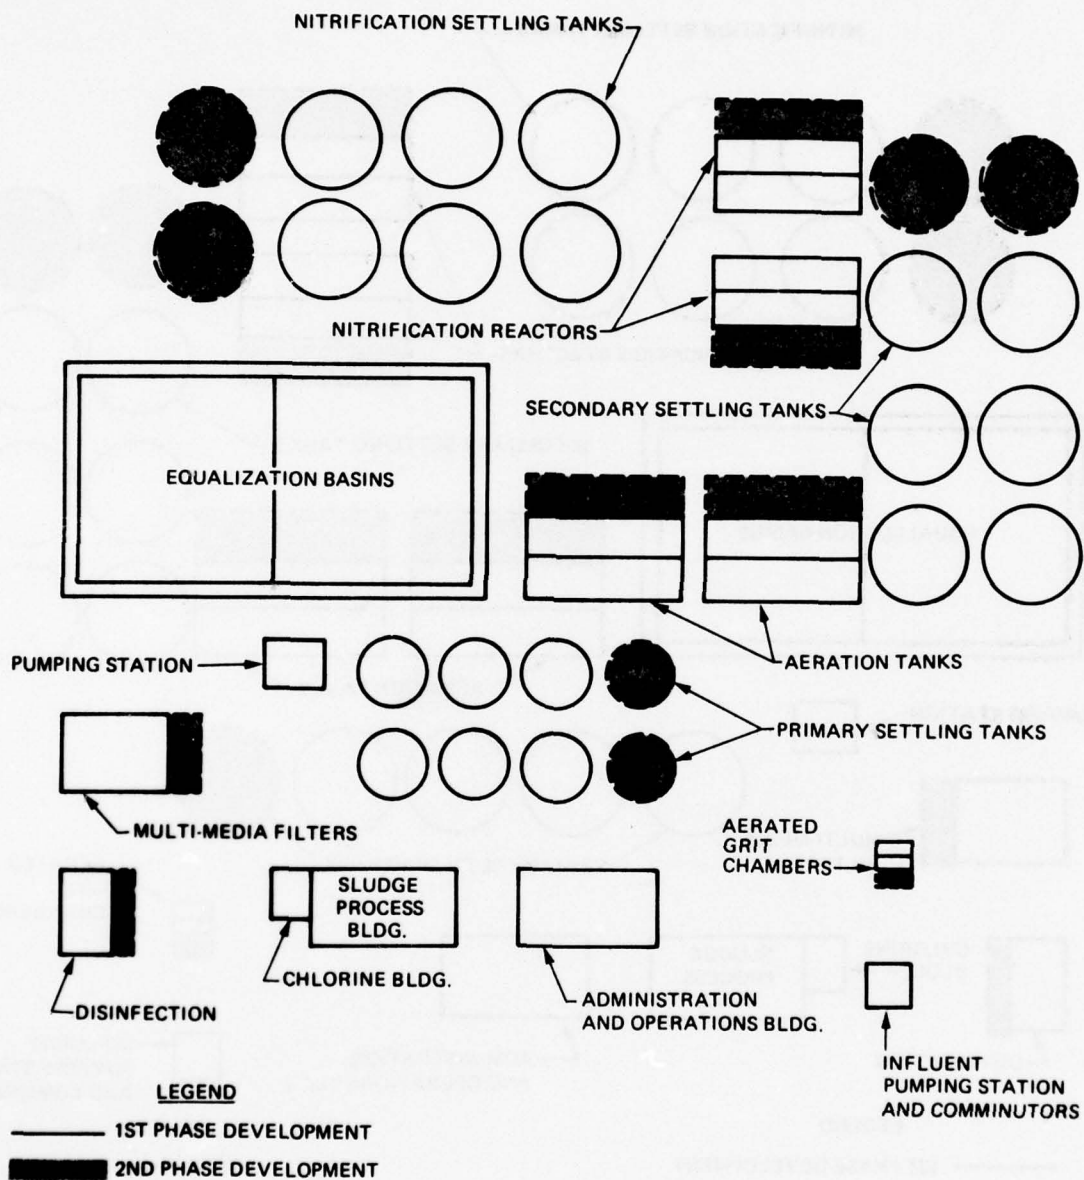 NITRIFICATION SETTLING TANKS
NITRIFICATION REACTORS
SECONDARY SETTLING TANKS
EQUALIZATION BASINS
PUMPING STATION
AERATION TANKS
PRIMARY SETTLING TANKS
MULTI-MEDIA FILTERS
AERATED
GRIT
CHAMBERS
SLUDGE
PROCESS
BLDG.
CHLORINE BLDG.
DISINFECTION
ADMINISTRATION
AND OPERATIONS BLDG.
INFLUENT
PUMPING STATION
AND COMMINUTORS
LEGEND
1ST PHASE DEVELOPMENT
2ND PHASE DEVELOPMENT